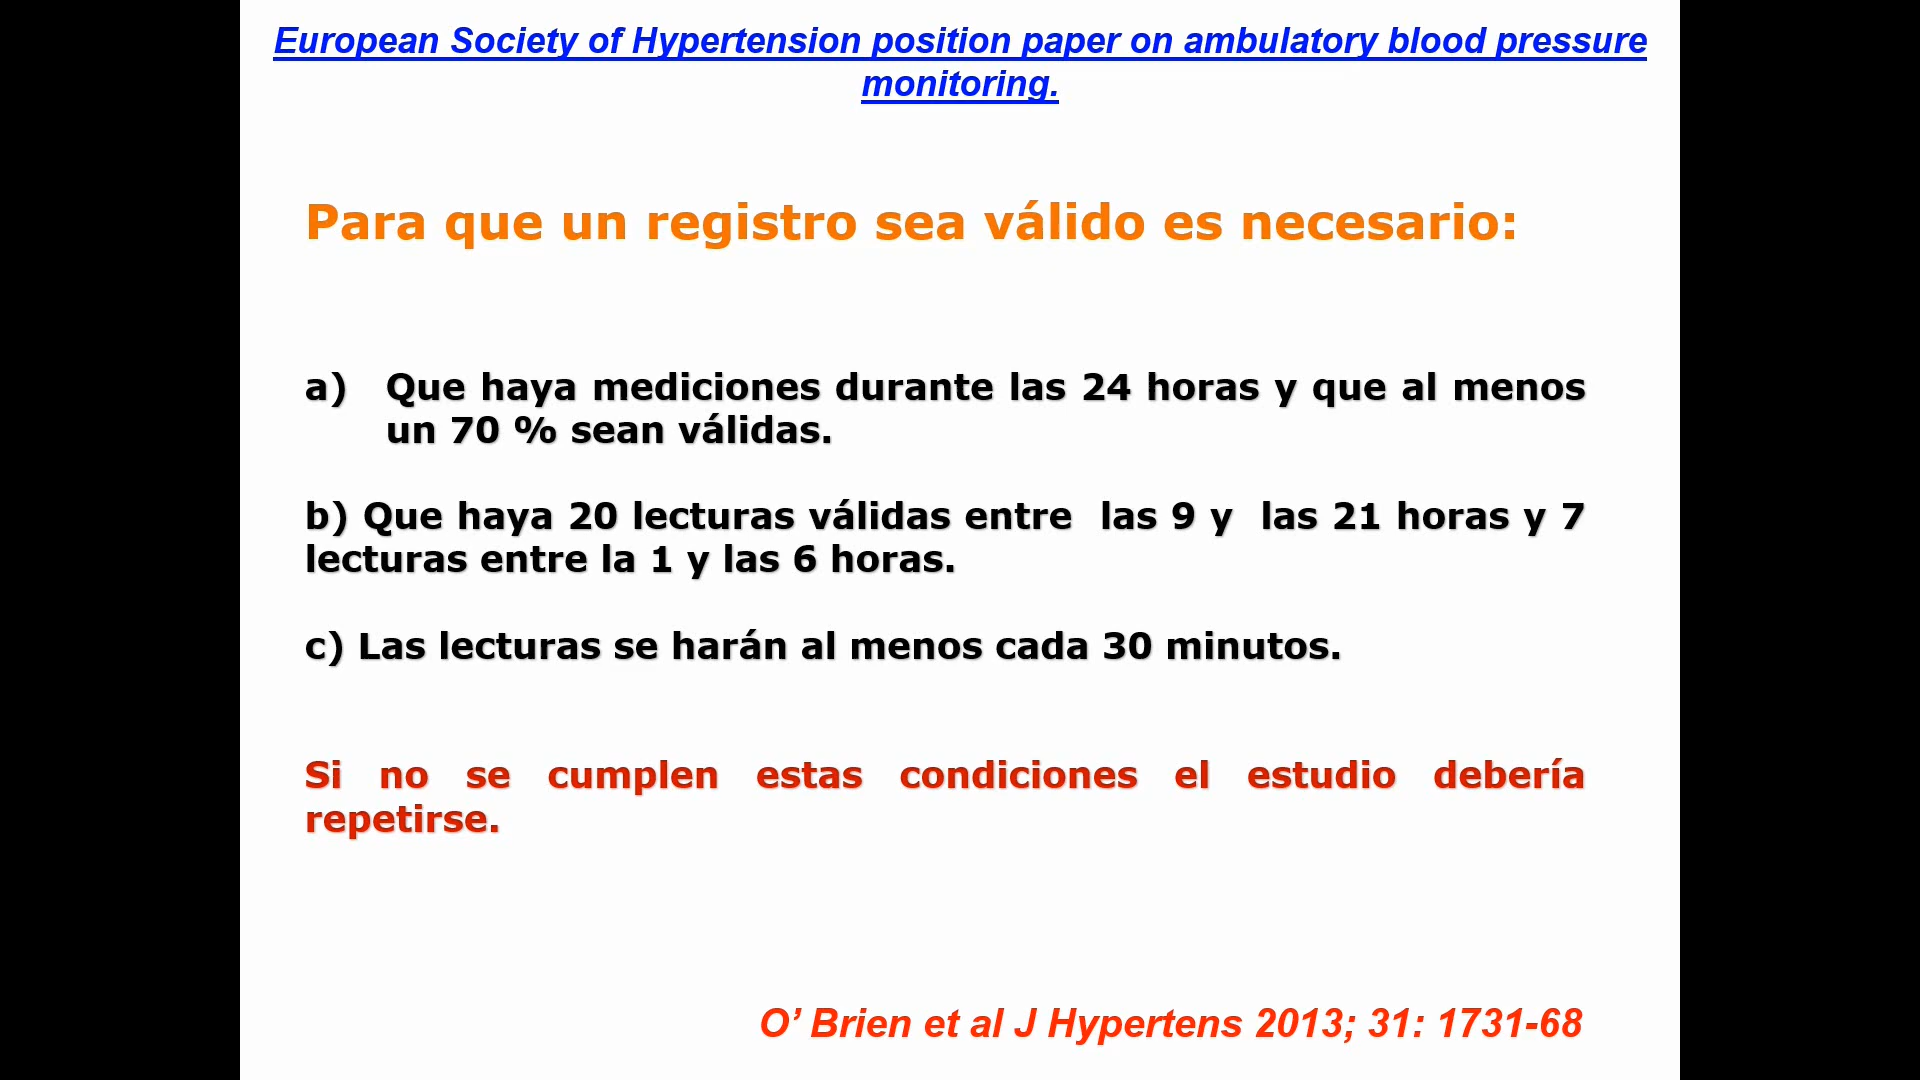 European Society of Hypertension position paper on ambulatory blood pressure
monitoring.
Para que un registro sea válido es necesario:
a) Que haya mediciones durante las 24 horas y que al menos
un 70 % sean válidas.
b) Que haya 20 lecturas válidas entre las 9 y las 21 horas y 7
lecturas entre la 1 y las 6 horas.
c) Las lecturas se harán al menos cada 30 minutos.
Si no se cumplen estas condiciones el estudio debería
repetirse.
O’ Brien et al J Hypertens 2013; 31: 1731-68